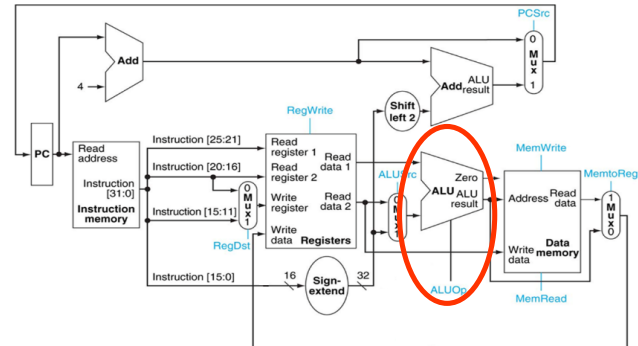 PCSrc
0
M
u
x
1
Add
4
Add
ALU
result
Shift
left 2
RegWrite
PC
Read
address
Instruction
[31:0]
Instruction
memory
Instruction [25:21]
Instruction [20:16]
Instruction [15:11]
Instruction [15:0]
0
M
u
x
1
RegDst
Read
register 1
Read
register 2
Write
register
Write
data
Read
data 1
Read
data 2
Registers
16
Sign-
extend
32
ALUSrc
0
M
u
x
1
Zero
ALU
ALU
result
ALUOp
MemWrite
Address
Read
data
Write
data
Data
memory
MemRead
MemtoReg
1
M
u
x
0